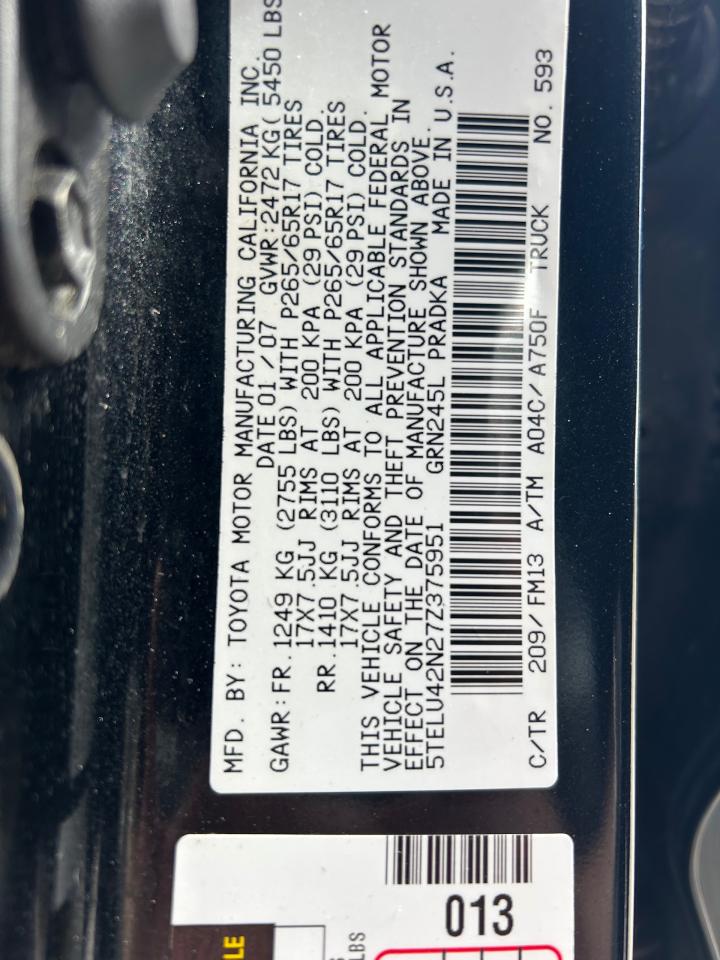 MFD. BY: TOYOTA MOTOR MANUFACTURING CALIFORNIA INC.
DATE 01/07 GVWR:2472 KG( 5450 LBS
GAWR:FR.1249 KG (2755 LBS) WITH P265/65R17 TIRES
17X7.5JJ RIMS AT 200 KPA (29 PSI) COLD.
RR.1410 KG (3110 LBS) WITH P265/65R17 TIRES
17X7.5JJ RIMS AT 200 KPA (29 PSI) COLD.
THIS VEHICLE CONFORMS TO ALL APPLICABLE FEDERAL MOTOR
VEHICLE SAFETY AND THEFT PREVENTION STANDARDS IN
EFFECT ON THE DATE OF MANUFACTURE SHOWN ABOVE.
5TELU42N27Z375951 GRN245L PRADKA MADE IN U.S.A.
C/TR 209/FM13 A/TM A04C/A750F TRUCK NO. 593
013
LBS